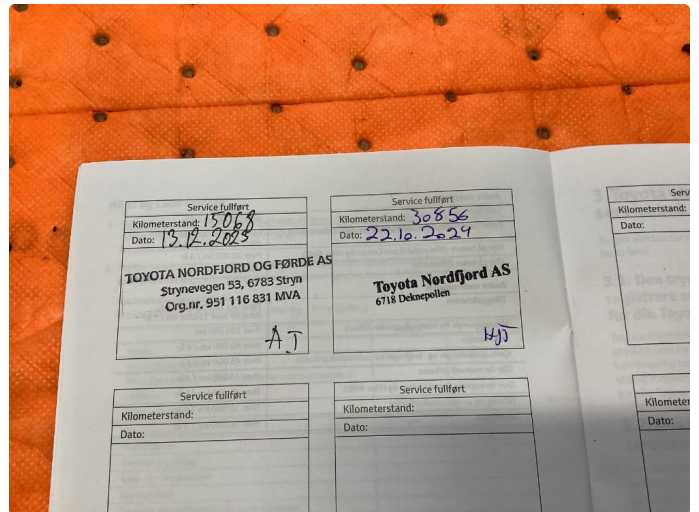 Service fullført
Kilometerstand: 15068
Dato: 13.12.2023
TOYOTA NORDFJORD OG FØRDE AS
Strynevegen 53, 6783 Stryn
Org.nr. 951 116 831 MVA
A.T
Service fullført
Kilometerstand: 30856
Dato: 22.10.2024
Toyota Nordfjord AS
6718 Deknepollen
HJT
Serv
Kilometerstand:
Dato:
Service fullført
Kilometerstand:
Dato:
Service fullført
Kilometerstand:
Dato:
Kilometer
Dato: